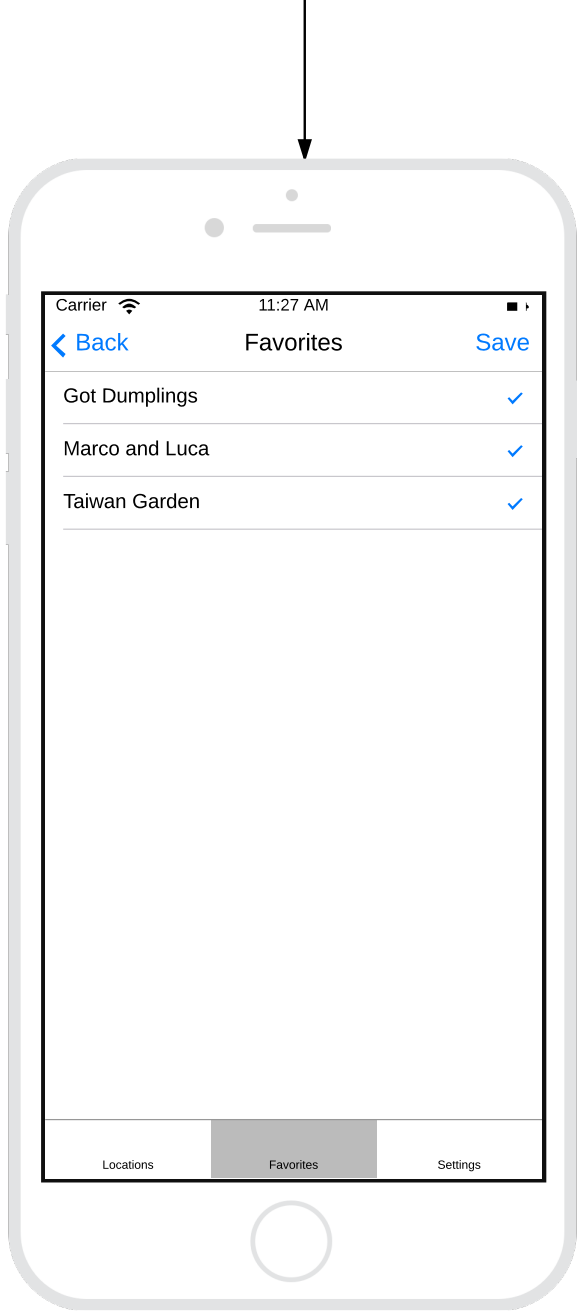 Carrier 11:27 AM
Back Favorites Save
Got Dumplings
Marco and Luca
Taiwan Garden
Locations Favorites Settings